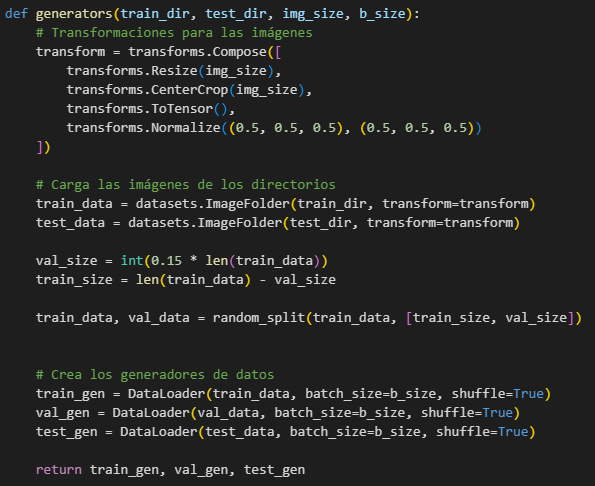 def generators(train_dir, test_dir, img_size, b_size):
    # Transformaciones para las imágenes
    transform = transforms.Compose([
        transforms.Resize(img_size),
        transforms.CenterCrop(img_size),
        transforms.ToTensor(),
        transforms.Normalize((0.5, 0.5, 0.5), (0.5, 0.5, 0.5))
    ])
    # Carga las imágenes de los directorios
    train_data = datasets.ImageFolder(train_dir, transform=transform)
    test_data = datasets.ImageFolder(test_dir, transform=transform)
    val_size = int(0.15 * len(train_data))
    train_size = len(train_data) - val_size
    train_data, val_data = random_split(train_data, [train_size, val_size])
    # Crea los generadores de datos
    train_gen = DataLoader(train_data, batch_size=b_size, shuffle=True)
    val_gen = DataLoader(val_data, batch_size=b_size, shuffle=True)
    test_gen = DataLoader(test_data, batch_size=b_size, shuffle=True)
    return train_gen, val_gen, test_gen